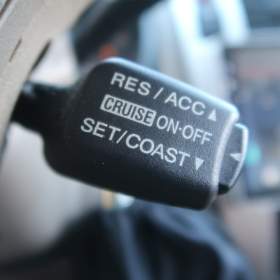 RES / ACC ▲
CRUISE ON·OFF
SET/COAST ▼